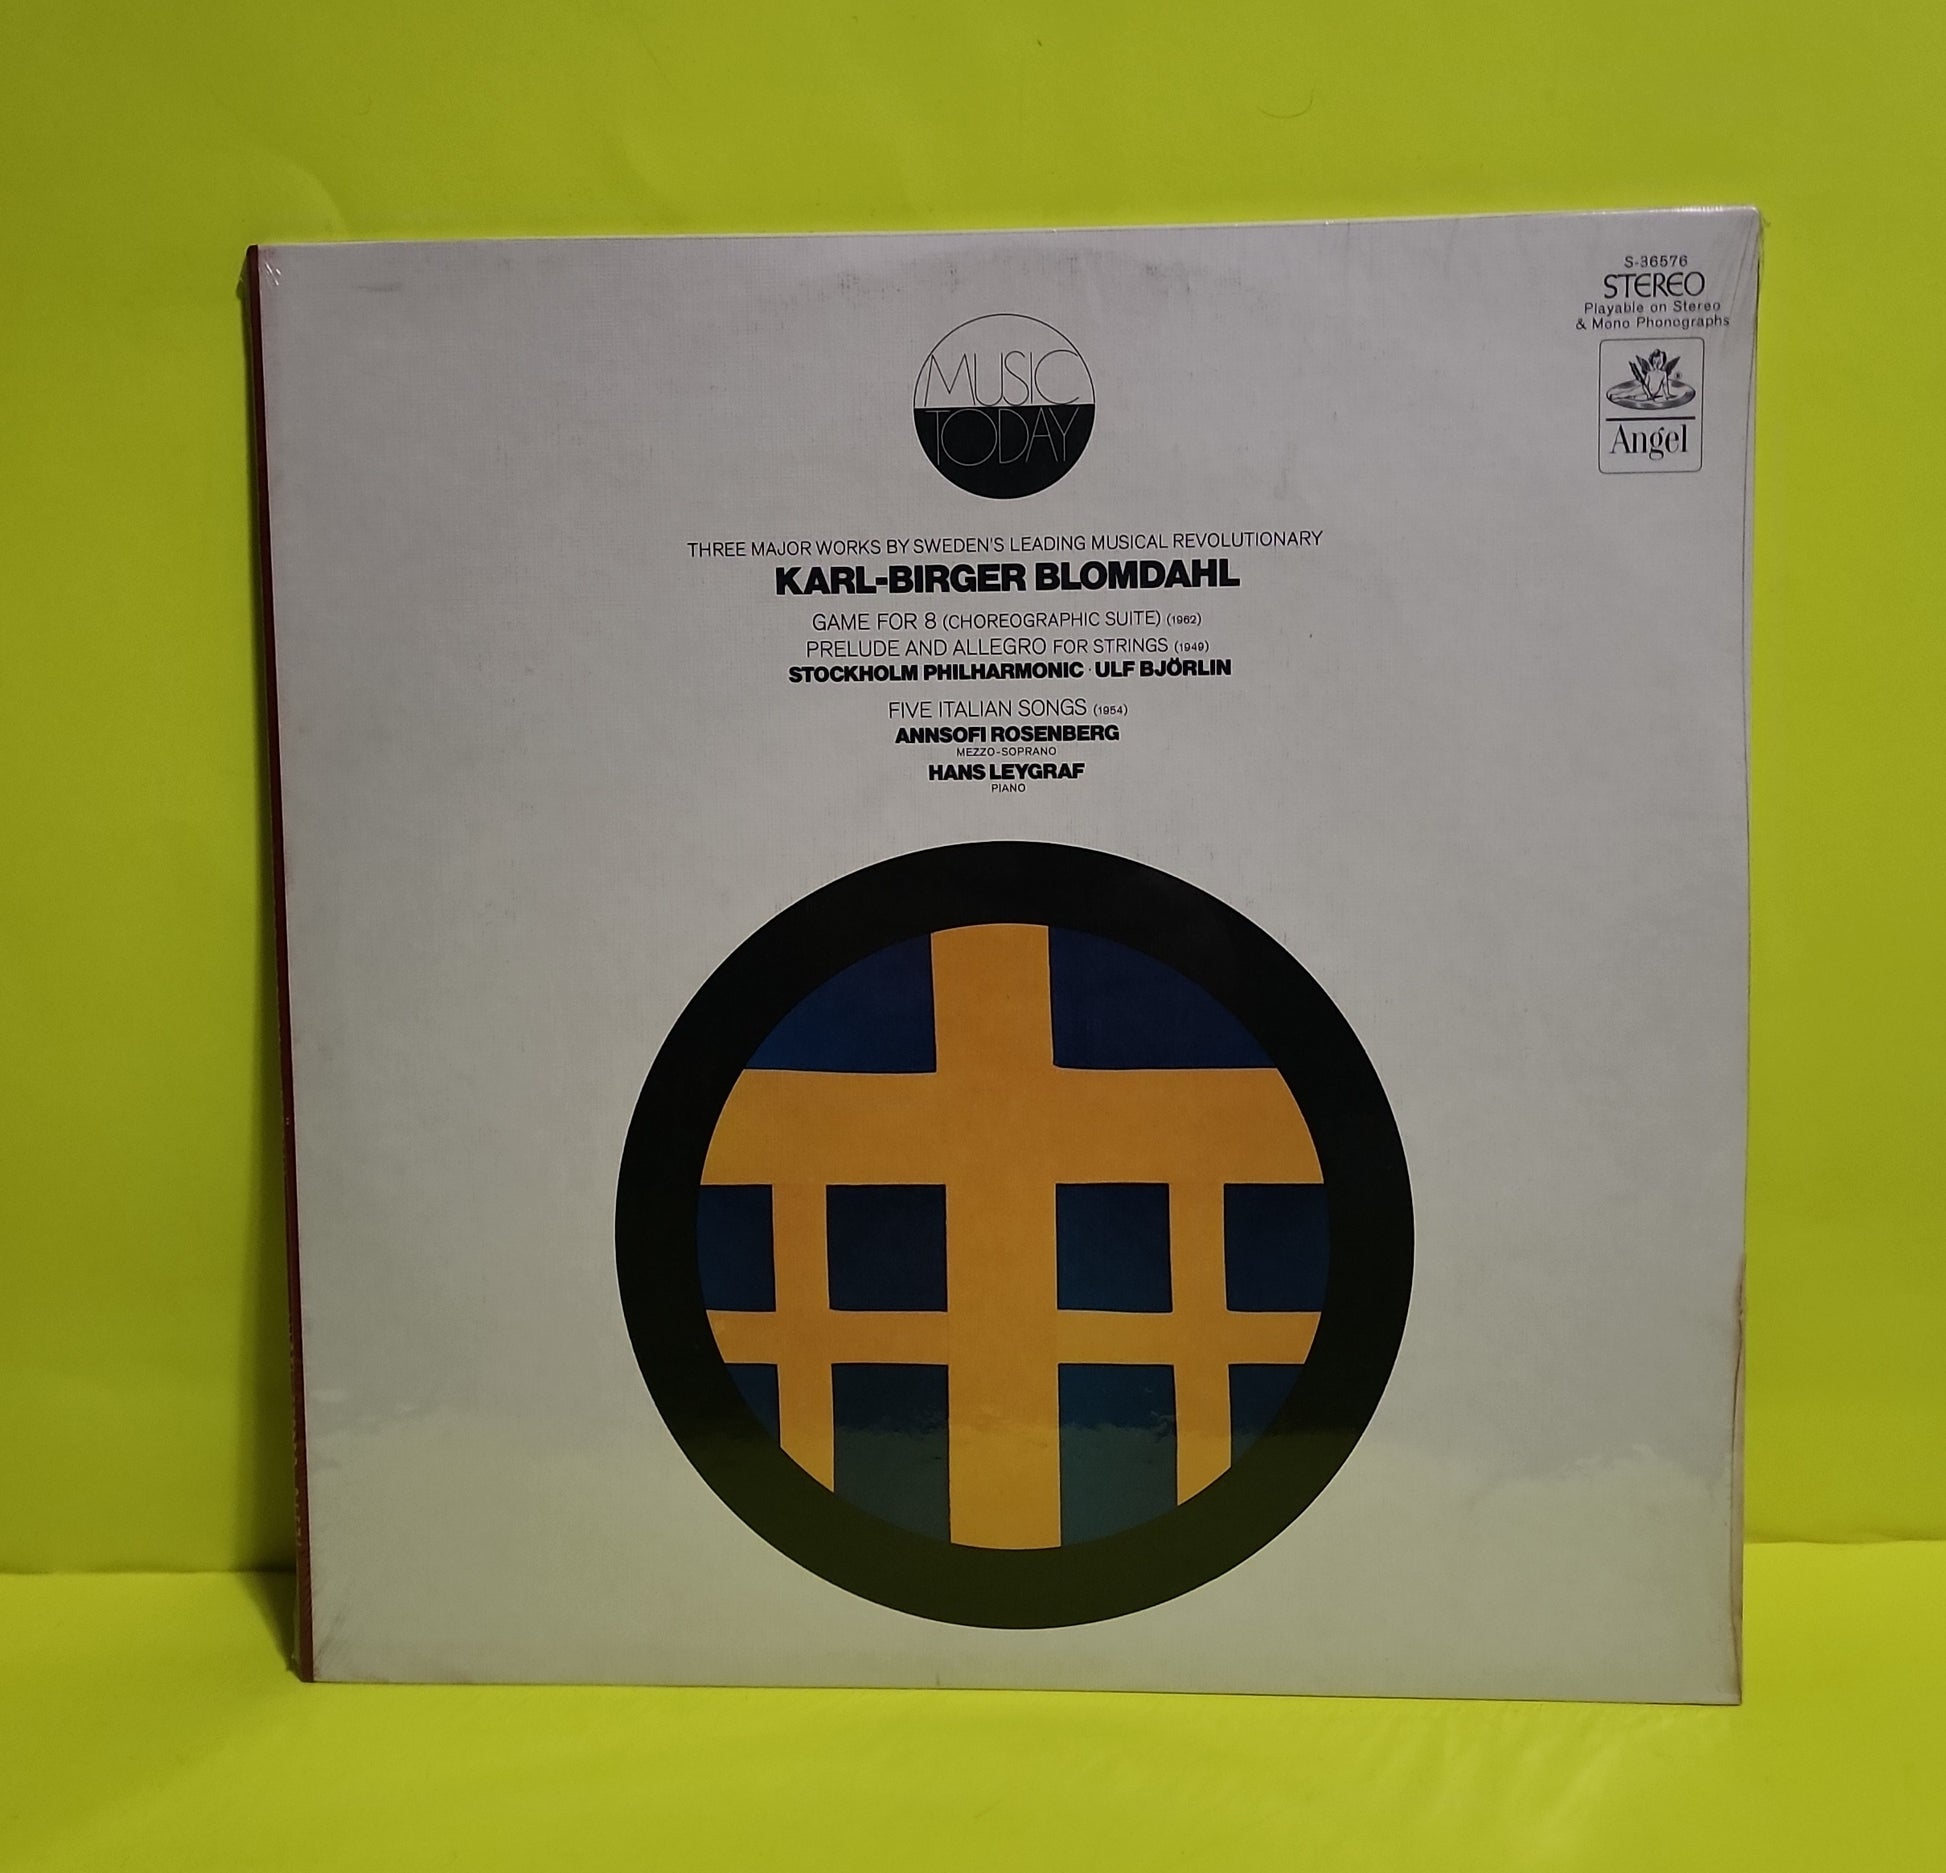 S-36576
STEREO
Playable on Stereo
& Mono Phonographs
Angel
MUSIC
TODAY
THREE MAJOR WORKS BY SWEDEN'S LEADING MUSICAL REVOLUTIONARY
KARL-BIRGER BLOMDAHL
GAME FOR 8 (CHOREOGRAPHIC SUITE) (1962)
PRELUDE AND ALLEGRO FOR STRINGS (1949)
STOCKHOLM PHILHARMONIC · ULF BJÖRLIN
FIVE ITALIAN SONGS (1954)
ANNSOFI ROSENBERG
MEZZO-SOPRANO
HANS LEYGRAF
PIANO